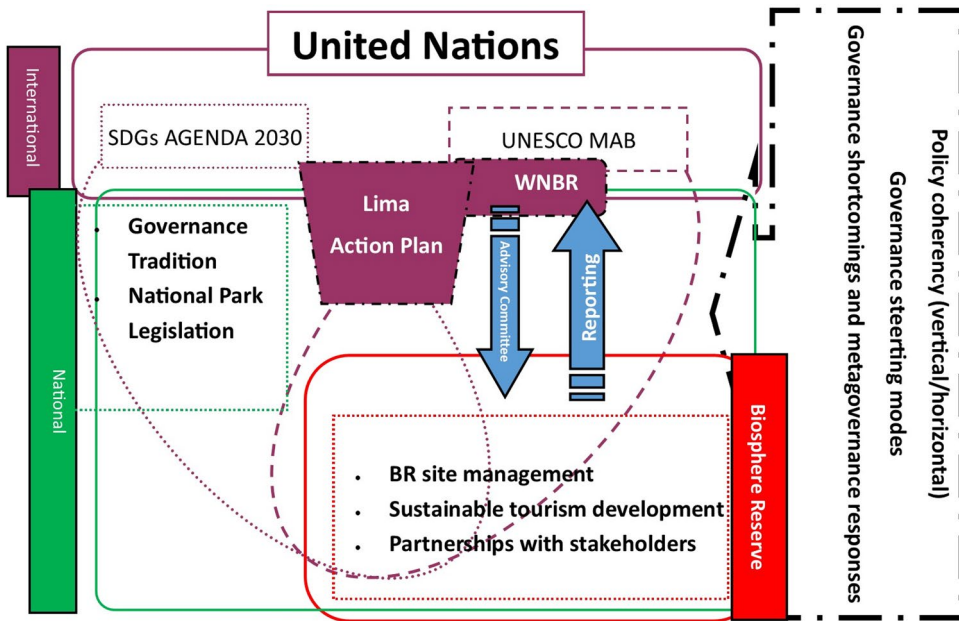 United Nations
International
SDGs AGENDA 2030
UNESCO MAB
WNBR
Lima
Action Plan
National
• Governance
Tradition
• National Park
Legislation
Advisory Committee
Reporting
• BR site management
• Sustainable tourism development
• Partnerships with stakeholders
Biosphere Reserve
Policy coherency (vertical/horizontal)
Governance steerting modes
Governance shortcomings and metagovernance responses